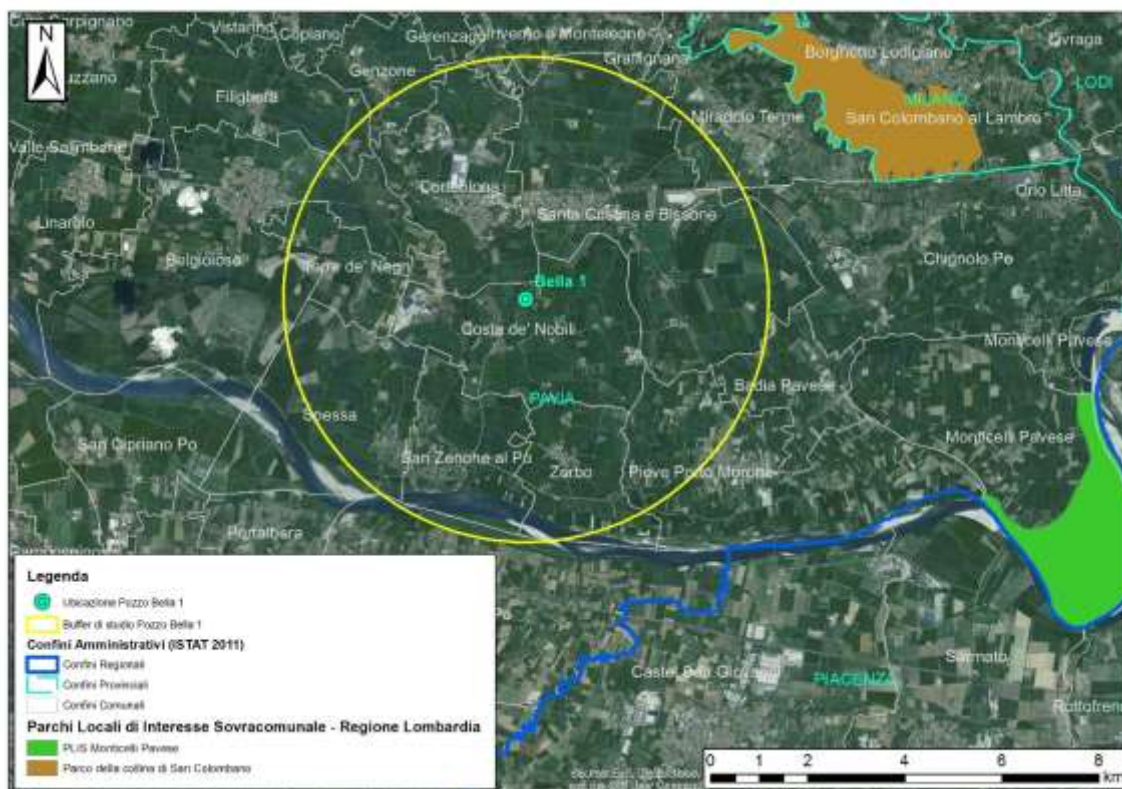 N
Vistarino
Copiano
Gerenzago
Inverno e Monteleone
Graffignana
Borghetto Lodigiano
Livraga
LODI
Genzone
Filighera
MILANO
San Colombano al Lambro
Miradolo Terme
Valle Salimbene
Corteolona
Orio Litta
Linarolo
Santa Cristina e Bissone
Belgioioso
Torre de' Negri
Chignolo Po
Bella 1
Costa de' Nobili
Monticelli Pavese
Badia Pavese
PAVIA
Spessa
San Cipriano Po
Monticelli Pavese
San Zenone al Po
Zerbo
Pieve Porto Morone
Portalbera
Sarmato
Castel San Giovanni
PIACENZA
Rottofreno
Legenda
Ubicazione Pozzo Bella 1
Buffer di studio Pozzo Bella 1
Confini Amministrativi (ISTAT 2011)
Confini Regionali
Confini Provinciali
Confini Comunali
Parchi Locali di Interesse Sovracomunale - Regione Lombardia
PLIS Monticelli Pavese
Parco della collina di San Colombano
0 1 2 4 6 8
km